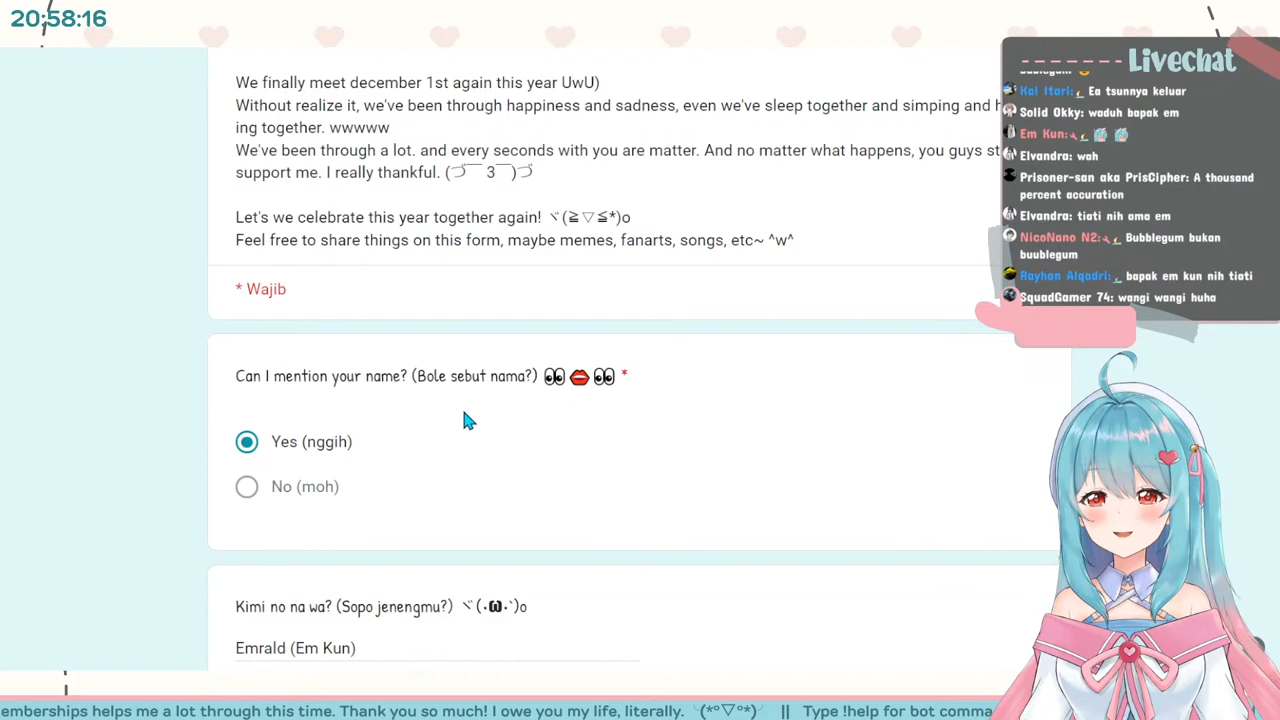 20:58:16
We finally meet december 1st again this year UwU)
Without realize it, we've been through happiness and sadness, even we've sleep together and simping and h
ing together. wwwww
We've been through a lot. and every seconds with you are matter. And no matter what happens, you guys st
support me. I really thankful. (づ￣ 3￣)づ
Let's we celebrate this year together again! ヾ(≧▽≦*)o
Feel free to share things on this form, maybe memes, fanarts, songs, etc~ ^w^
* Wajib
Can I mention your name? (Bole sebut nama?) 👀👄👀 *
Yes (nggih)
No (moh)
Kimi no na wa? (Sopo jenengmu?) ヾ(·ω·`)o
Emrald (Em Kun)
Livechat
Kai Itari: Ea tsunnya keluar
Solid Okky: waduh bapak em
Em Kun:
Elvandra: wah
Prisoner-san aka PrisCipher: A thousand
percent accuration
Elvandra: tiati nih ama em
NicoNano N2: Bubblegum bukan
buublegum
Rayhan Alqadri: bapak em kun nih tiati
SquadGamer 74: wangi wangi huha
emberships helps me a lot through this time. Thank you so much! I owe you my life, literally. (*°▽°*) || Type !help for bot comma